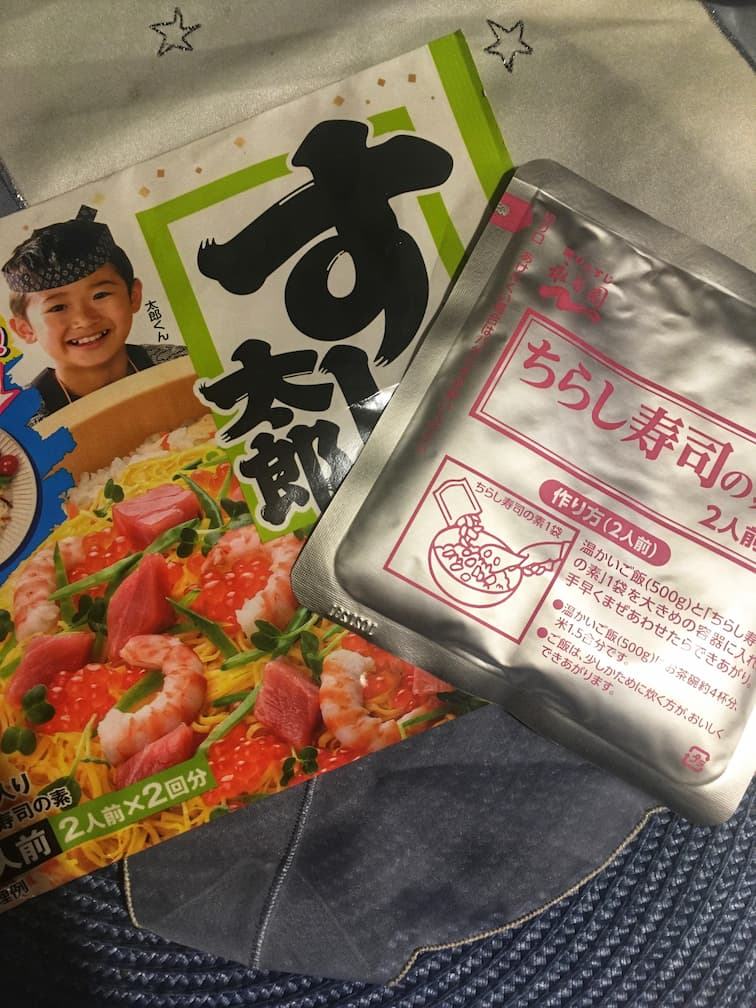 す
太郎
太郎くん
入り
寿司の素
人前
2人前×2回分
理例
永谷園
ちらし寿司の
2人前
作り方(2人前)
ちらし寿司の素1袋
温かいご飯(500g)と「ちらし
の素」1袋を大きめの容器に入れ
手早くまぜあわせたらできあがり
●温かいご飯(500g)は、お茶碗約4杯分、
米1.5合分です。
●ご飯は、少しかために炊く方が、おいしく
できあがります。